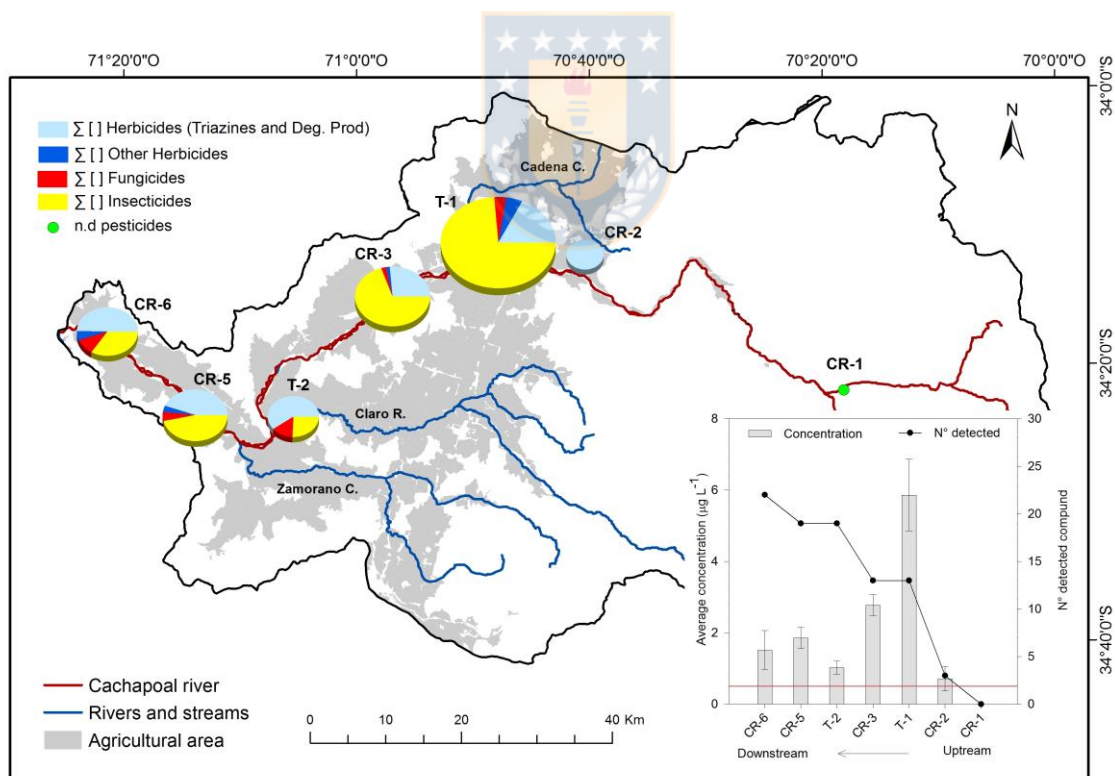 71°20'0"O 71°00'0"O 70°40'0"O 70°20'0"O 70°00'0"O
34°0'0"S
34°20'0"S
34°40'0"S
N
∑ [ ] Herbicides (Triazines and Deg. Prod)
∑ [ ] Other Herbicides
∑ [ ] Fungicides
∑ [ ] Insecticides
n.d pesticides
Cadena C.
T-1
CR-2
CR-3
CR-6
CR-5
T-2
CR-1
Claro R.
Zamorano C.
Cachapoal river
Rivers and streams
Agricultural area
0 10 20 40 Km
Concentration N° detected
Average concentration (µg L⁻¹)
8
6
4
2
0
N° detected compund
30
25
20
15
10
5
0
CR-6 CR-5 T-2 CR-3 T-1 CR-2 CR-1
Downstream Uptream